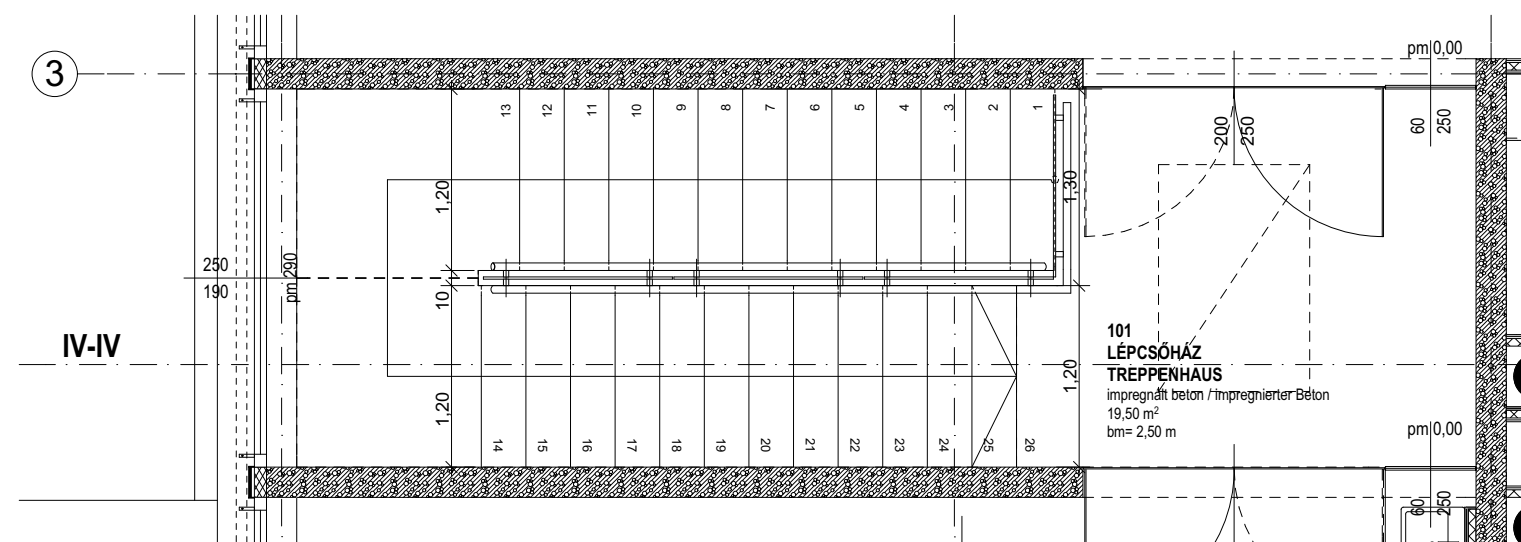 3
pm 0,00
13 12 11 10 9 8 7 6 5 4 3 2 1
200
250
60
250
1,20
1,30
250
190
pm 290
10
IV-IV
1,20
1,20
14 15 16 17 18 19 20 21 22 23 24 25 26
101
LÉPCSŐHÁZ
TREPPENHAUS
impregnált beton / impregnierter Beton
19,50 m²
bm= 2,50 m
pm 0,00
60
250